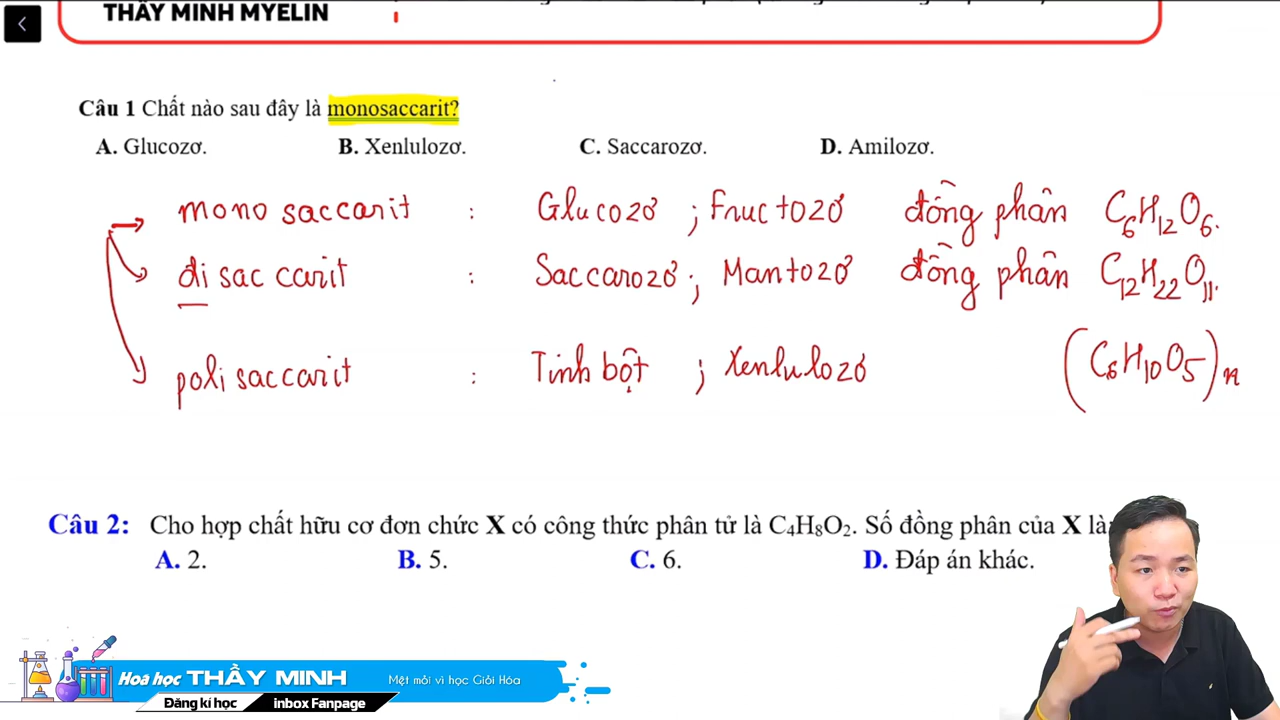 THẦY MINH MYELIN
Câu 1 Chất nào sau đây là monosaccarit?
A. Glucozơ. B. Xenlulozơ. C. Saccarozơ. D. Amilozơ.
mono saccarit : Glucozơ ; Fructozơ đồng phân C₆H₁₂O₆.
đi sac carit : Saccarozơ ; Mantozơ đồng phân C₁₂H₂₂O₁₁.
poli saccarit : Tinh bột ; Xenlulozơ (C₆H₁₀O₅)ₙ
Câu 2: Cho hợp chất hữu cơ đơn chức X có công thức phân tử là C₄H₈O₂. Số đồng phân của X là
A. 2. B. 5. C. 6. D. Đáp án khác.
Hoá học THẦY MINH Mệt mỏi vì học Giỏi Hóa
Đăng kí học inbox Fanpage